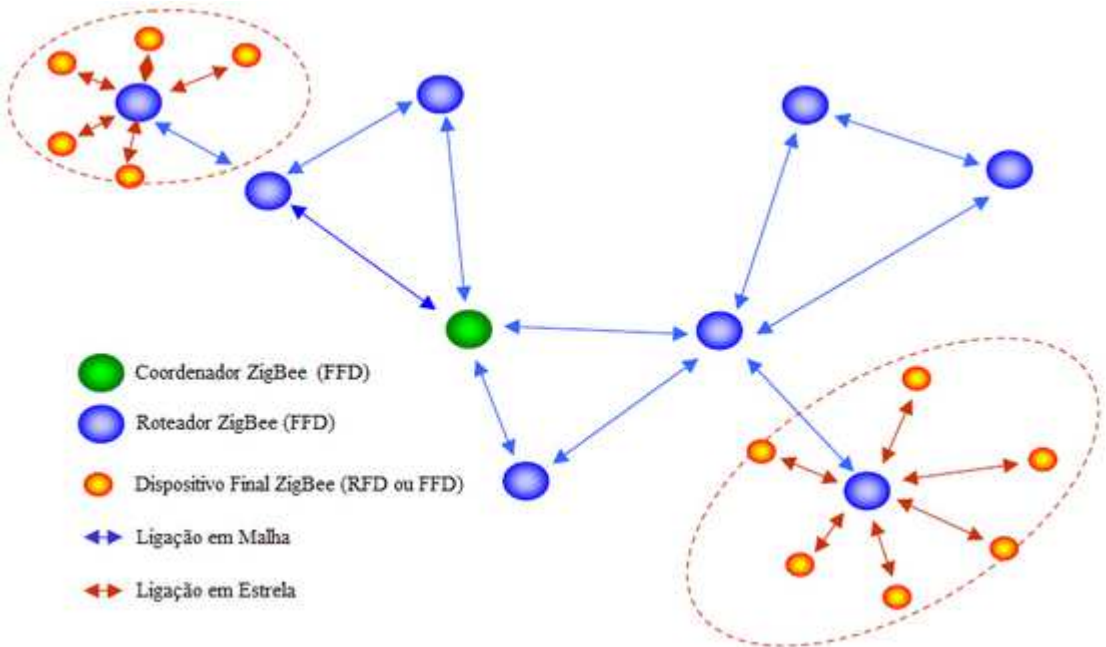 Coordenador ZigBee (FFD)
Roteador ZigBee (FFD)
Dispositivo Final ZigBee (RFD ou FFD)
Ligação em Malha
Ligação em Estrela